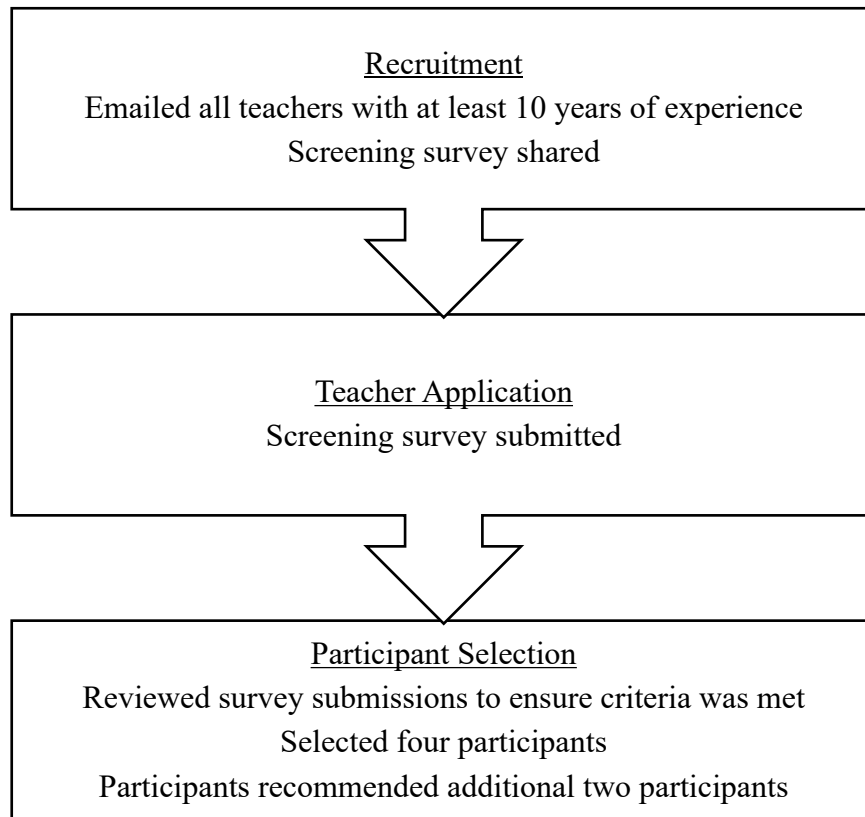 Recruitment
Emailed all teachers with at least 10 years of experience
Screening survey shared
Teacher Application
Screening survey submitted
Participant Selection
Reviewed survey submissions to ensure criteria was met
Selected four participants
Participants recommended additional two participants